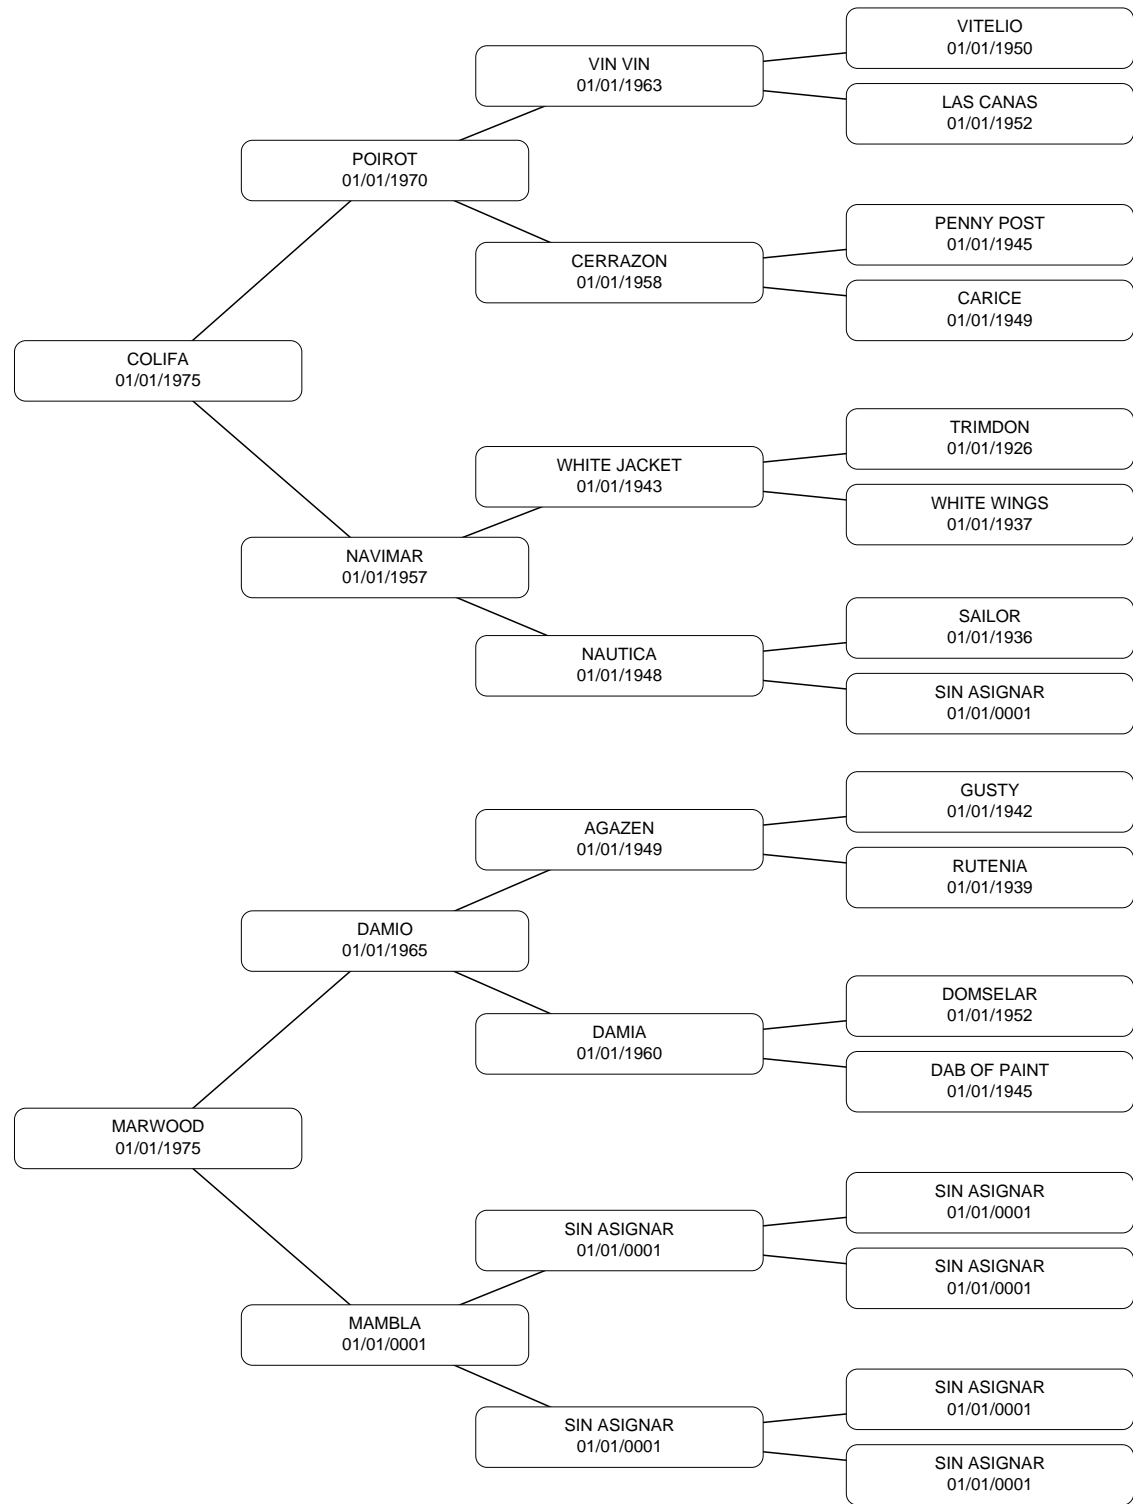 VITELIO
01/01/1950
VIN VIN
01/01/1963
LAS CANAS
01/01/1952
POIROT
01/01/1970
PENNY POST
01/01/1945
CERRAZON
01/01/1958
CARICE
01/01/1949
COLIFA
01/01/1975
TRIMDON
01/01/1926
WHITE JACKET
01/01/1943
WHITE WINGS
01/01/1937
NAVIMAR
01/01/1957
SAILOR
01/01/1936
NAUTICA
01/01/1948
SIN ASIGNAR
01/01/0001
GUSTY
01/01/1942
AGAZEN
01/01/1949
RUTENIA
01/01/1939
DAMIO
01/01/1965
DOMSELAR
01/01/1952
DAMIA
01/01/1960
DAB OF PAINT
01/01/1945
MARWOOD
01/01/1975
SIN ASIGNAR
01/01/0001
SIN ASIGNAR
01/01/0001
SIN ASIGNAR
01/01/0001
MAMBLA
01/01/0001
SIN ASIGNAR
01/01/0001
SIN ASIGNAR
01/01/0001
SIN ASIGNAR
01/01/0001